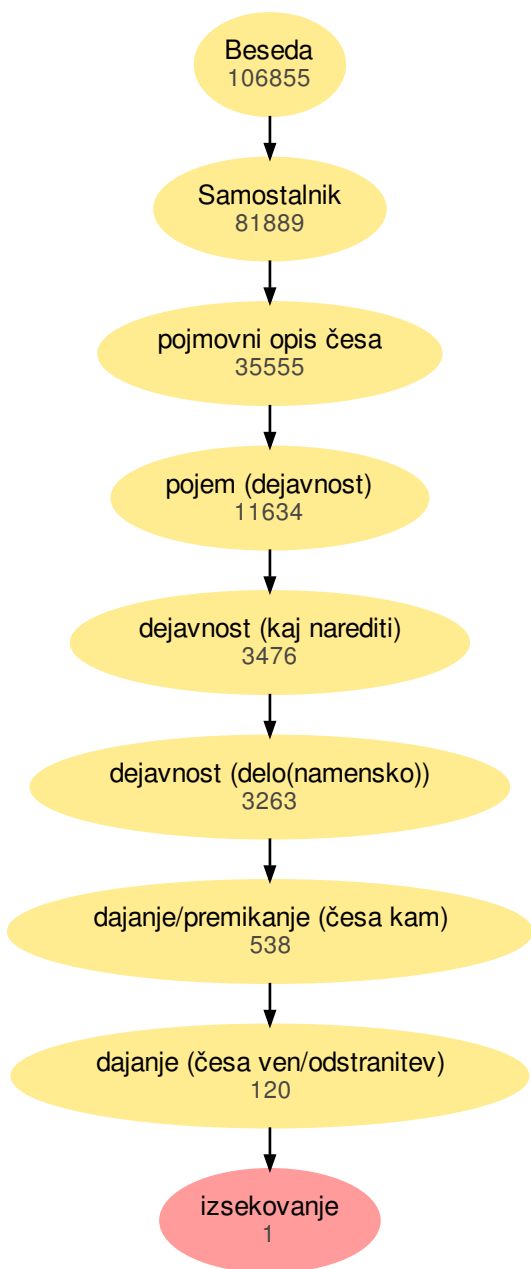 Beseda
106855
Samostalnik
81889
pojmovni opis česa
35555
pojem (dejavnost)
11634
dejavnost (kaj narediti)
3476
dejavnost (delo(namensko))
3263
dajanje/premikanje (česa kam)
538
dajanje (česa ven/odstranitev)
120
izsekovanje
1